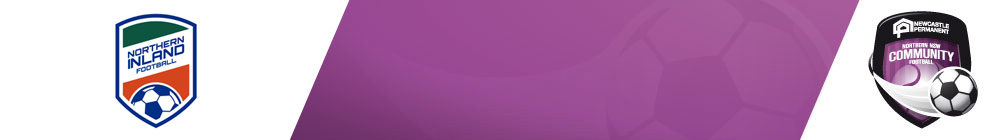 NORTHERN
INLAND
FOOTBALL
NEWCASTLE
PERMANENT
NORTHERN NSW
COMMUNITY
FOOTBALL